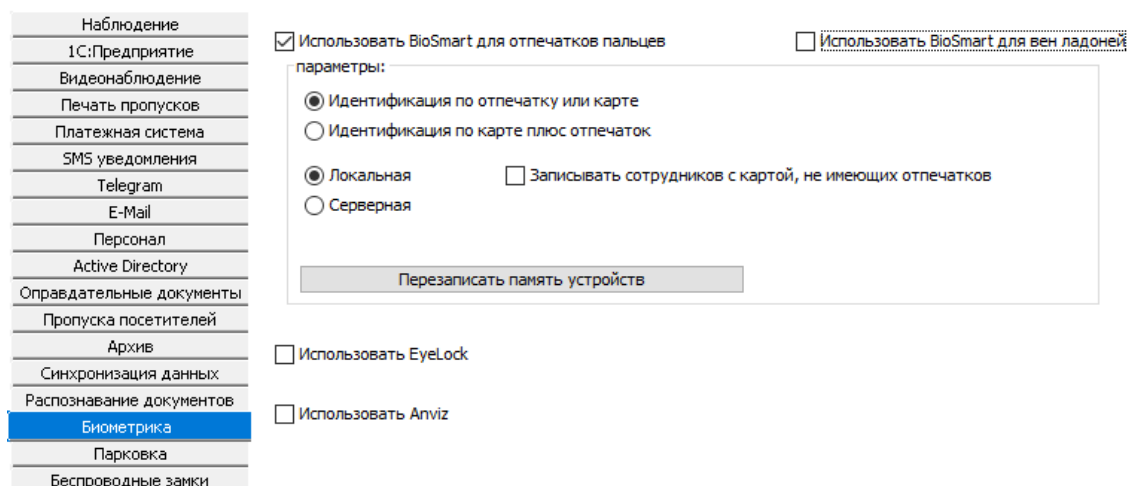 Наблюдение
1С:Предприятие
Видеонаблюдение
Печать пропусков
Платежная система
SMS уведомления
Telegram
E-Mail
Персонал
Active Directory
Оправдательные документы
Пропуска посетителей
Архив
Синхронизация данных
Распознавание документов
Биометрика
Парковка
Беспроводные замки
Использовать BioSmart для отпечатков пальцев
Использовать BioSmart для вен ладоней
параметры:
Идентификация по отпечатку или карте
Идентификация по карте плюс отпечаток
Локальная
Записывать сотрудников с картой, не имеющих отпечатков
Серверная
Перезаписать память устройств
Использовать EyeLock
Использовать Anviz